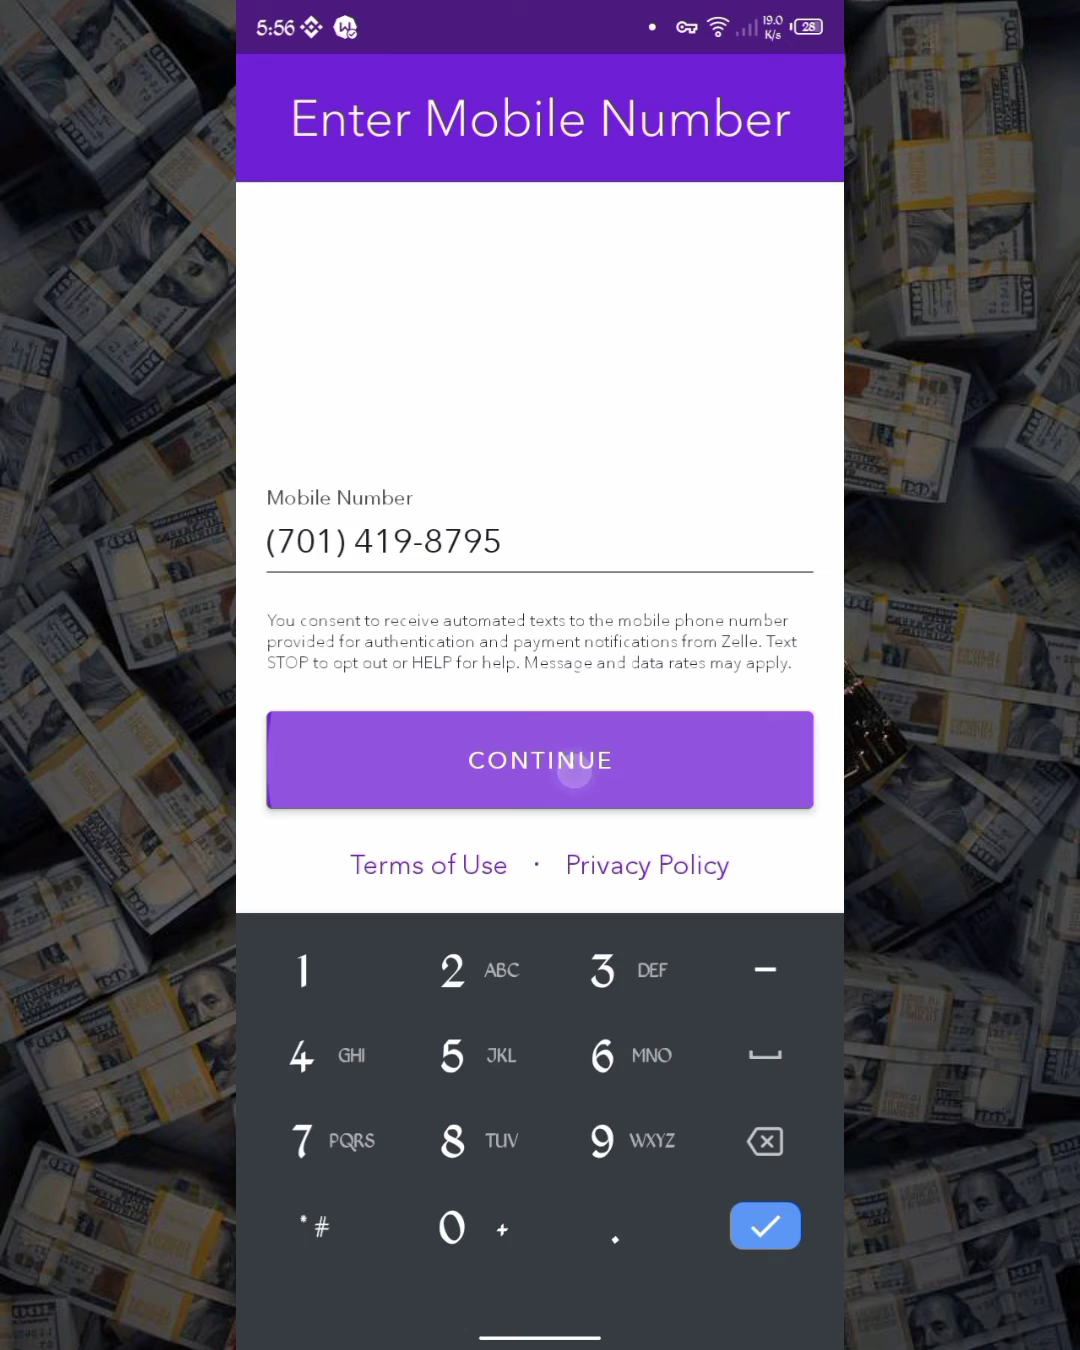 5:56
19.0
K/s
28
Enter Mobile Number
Mobile Number
(701) 419-8795
You consent to receive automated texts to the mobile phone number
provided for authentication and payment notifications from Zelle. Text
STOP to opt out or HELP for help. Message and data rates may apply.
CONTINUE
Terms of Use · Privacy Policy
1 2 ABC 3 DEF –
4 GHI 5 JKL 6 MNO
7 PQRS 8 TUV 9 WXYZ
* # 0 + .